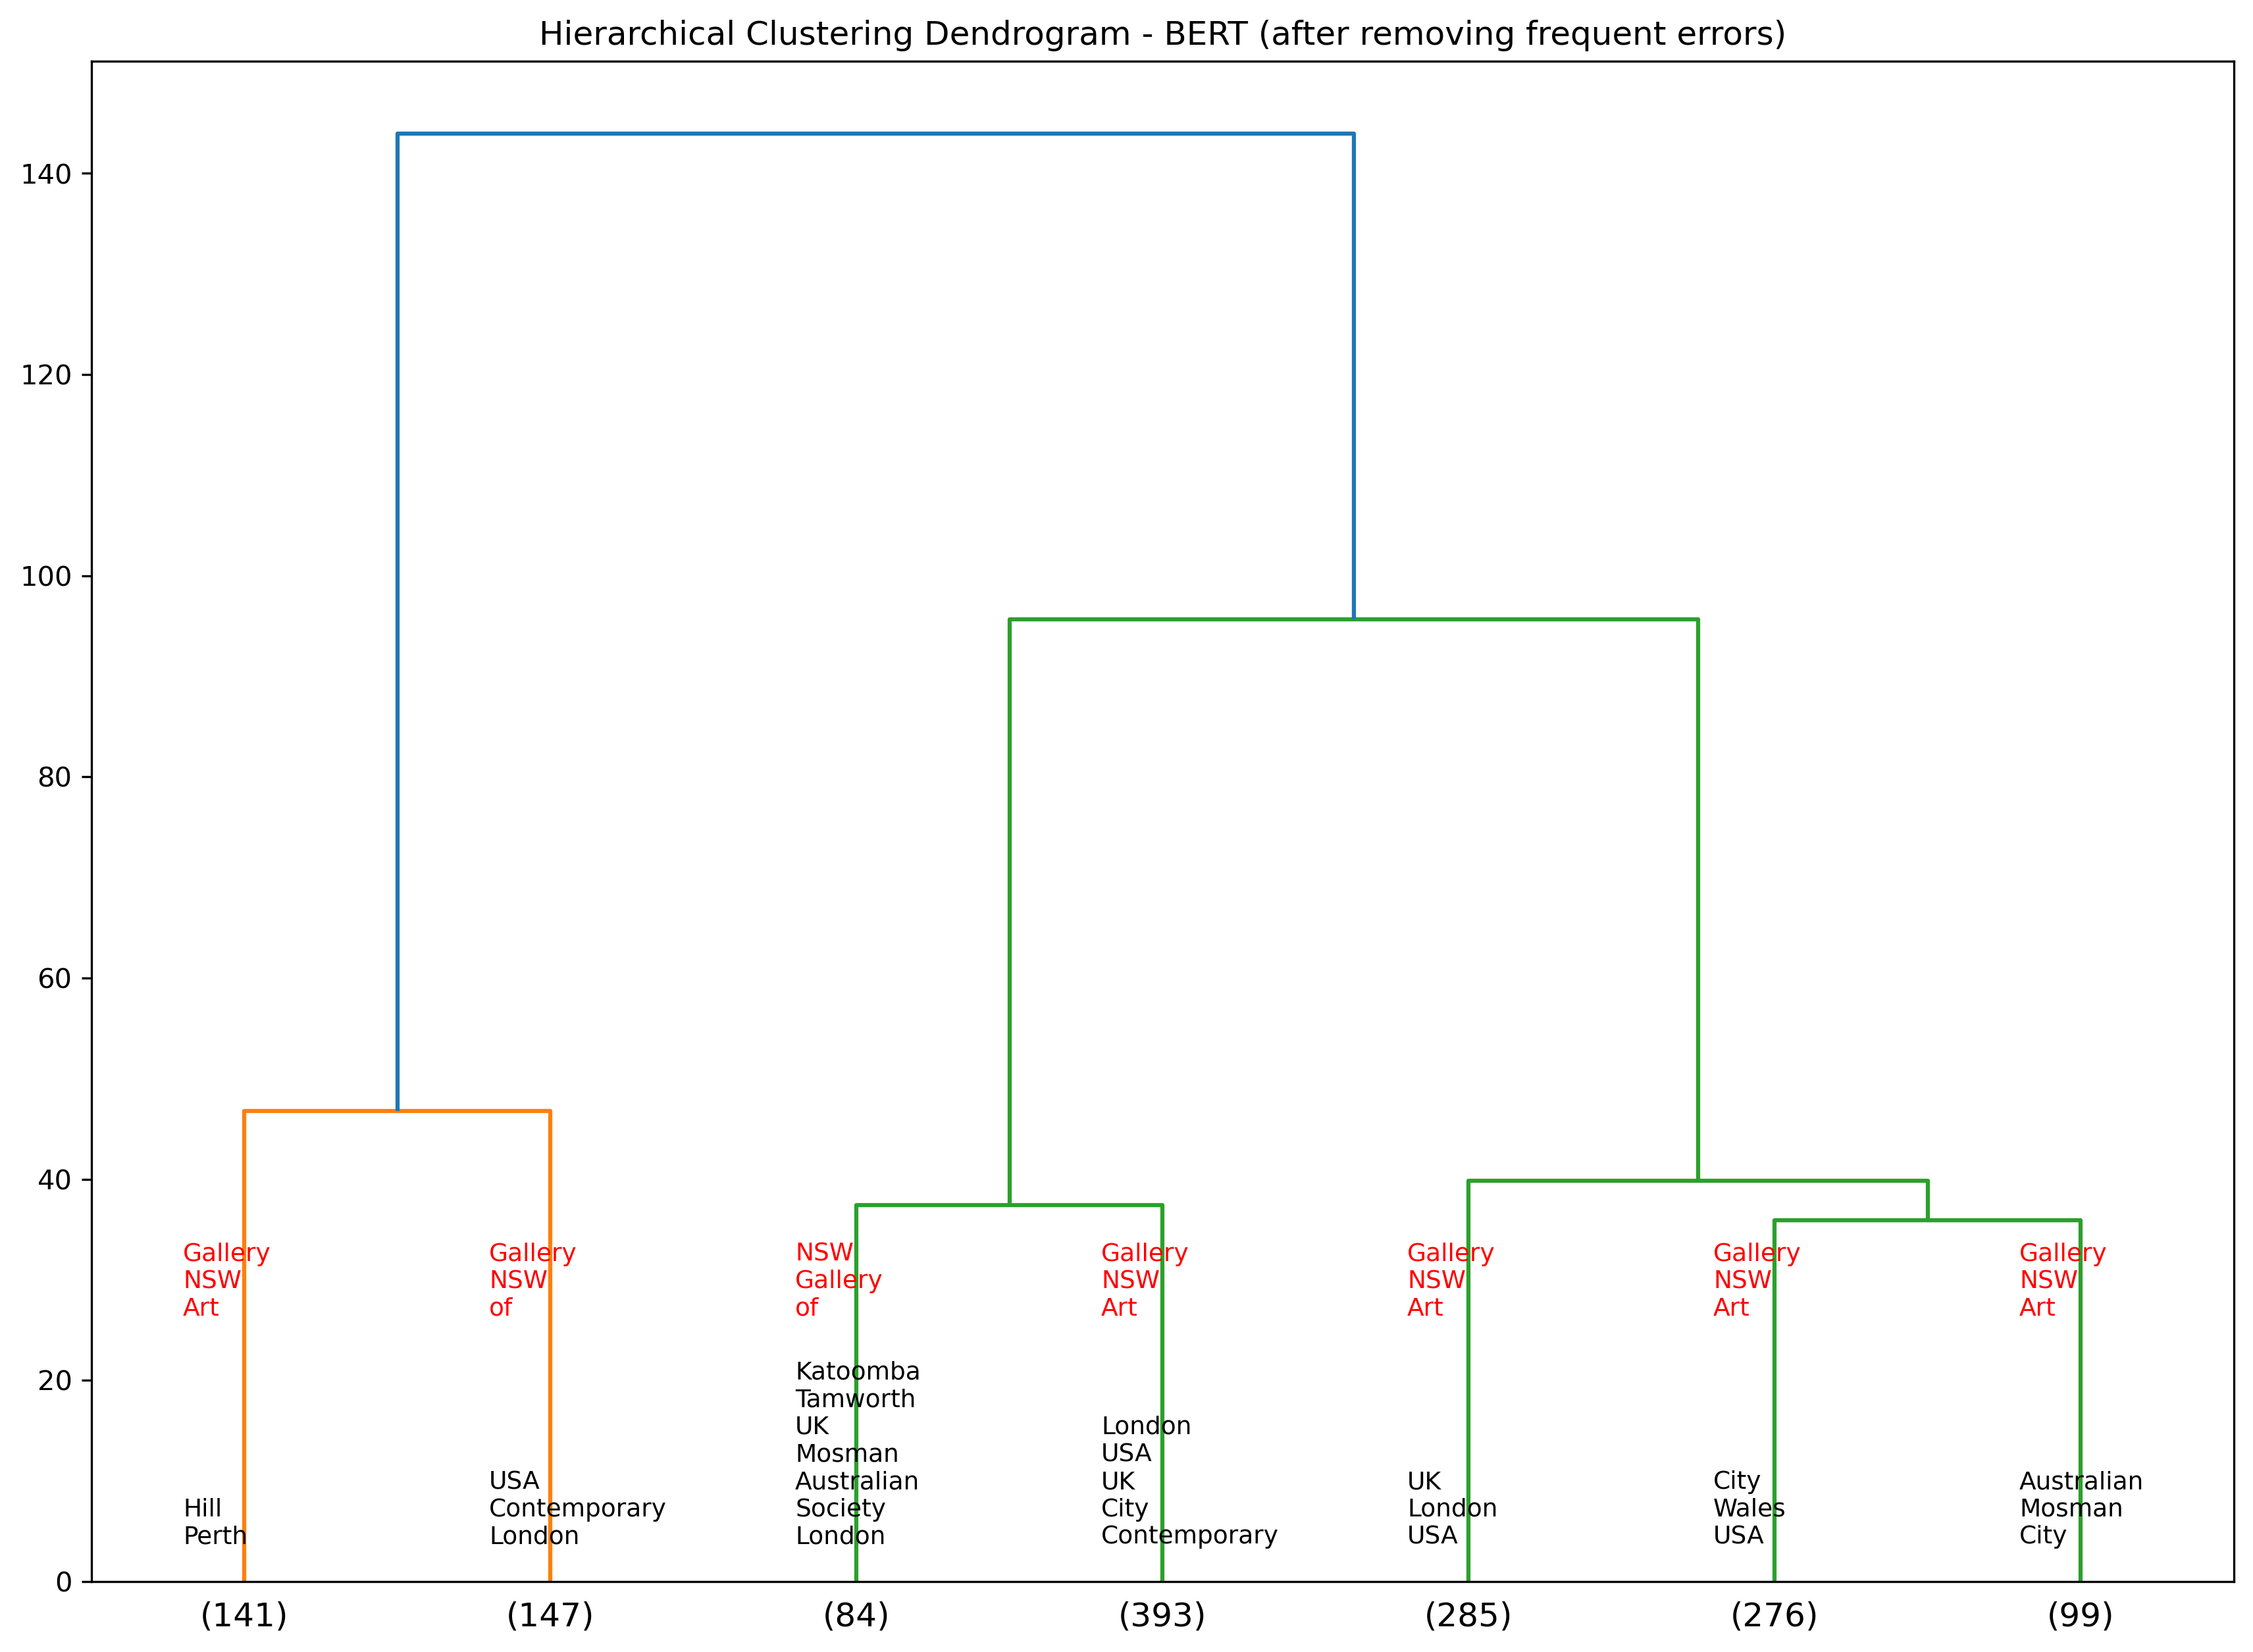 Hierarchical Clustering Dendrogram - BERT (after removing frequent errors)
140
120
100
80
60
40
20
0
Gallery
NSW
Art
Hill
Perth
Gallery
NSW
of
USA
Contemporary
London
NSW
Gallery
of
Katoomba
Tamworth
UK
Mosman
Australian
Society
London
Gallery
NSW
Art
London
USA
UK
City
Contemporary
Gallery
NSW
Art
UK
London
USA
Gallery
NSW
Art
City
Wales
USA
Gallery
NSW
Art
Australian
Mosman
City
(141) (147) (84) (393) (285) (276) (99)